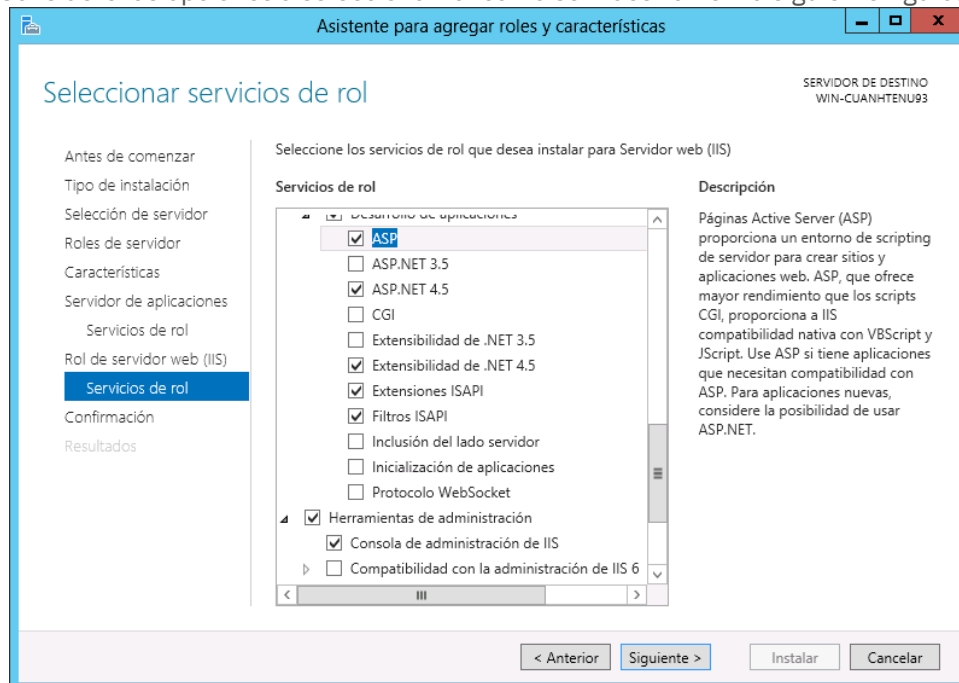 Asistente para agregar roles y características
Seleccionar servicios de rol
SERVIDOR DE DESTINO
WIN-CUANHTENU93
Antes de comenzar
Tipo de instalación
Selección de servidor
Roles de servidor
Características
Servidor de aplicaciones
Servicios de rol
Rol de servidor web (IIS)
Servicios de rol
Confirmación
Resultados
Seleccione los servicios de rol que desea instalar para Servidor web (IIS)
Servicios de rol
Desarrollo de aplicaciones
ASP
ASP.NET 3.5
ASP.NET 4.5
CGI
Extensibilidad de .NET 3.5
Extensibilidad de .NET 4.5
Extensiones ISAPI
Filtros ISAPI
Inclusión del lado servidor
Inicialización de aplicaciones
Protocolo WebSocket
Herramientas de administración
Consola de administración de IIS
Compatibilidad con la administración de IIS 6
Descripción
Páginas Active Server (ASP)
proporciona un entorno de scripting
de servidor para crear sitios y
aplicaciones web. ASP, que ofrece
mayor rendimiento que los scripts
CGI, proporciona a IIS
compatibilidad nativa con VBScript y
JScript. Use ASP si tiene aplicaciones
que necesitan compatibilidad con
ASP. Para aplicaciones nuevas,
considere la posibilidad de usar
ASP.NET.
< Anterior
Siguiente >
Instalar
Cancelar